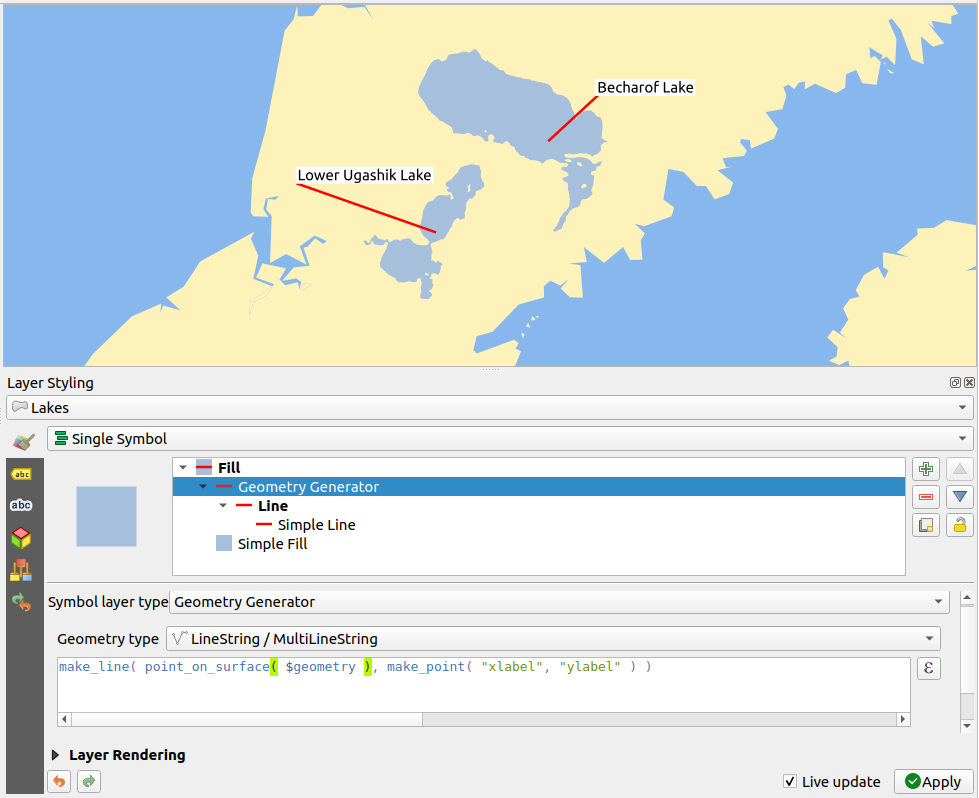 Becharof Lake
Lower Ugashik Lake
Layer Styling
Lakes
Single Symbol
abc
abc
Fill
Geometry Generator
Line
Simple Line
Simple Fill
Symbol layer type Geometry Generator
Geometry type LineString / MultiLineString
make_line( point_on_surface( $geometry ), make_point( "xlabel", "ylabel" ) )
ε
Layer Rendering
Live update
Apply